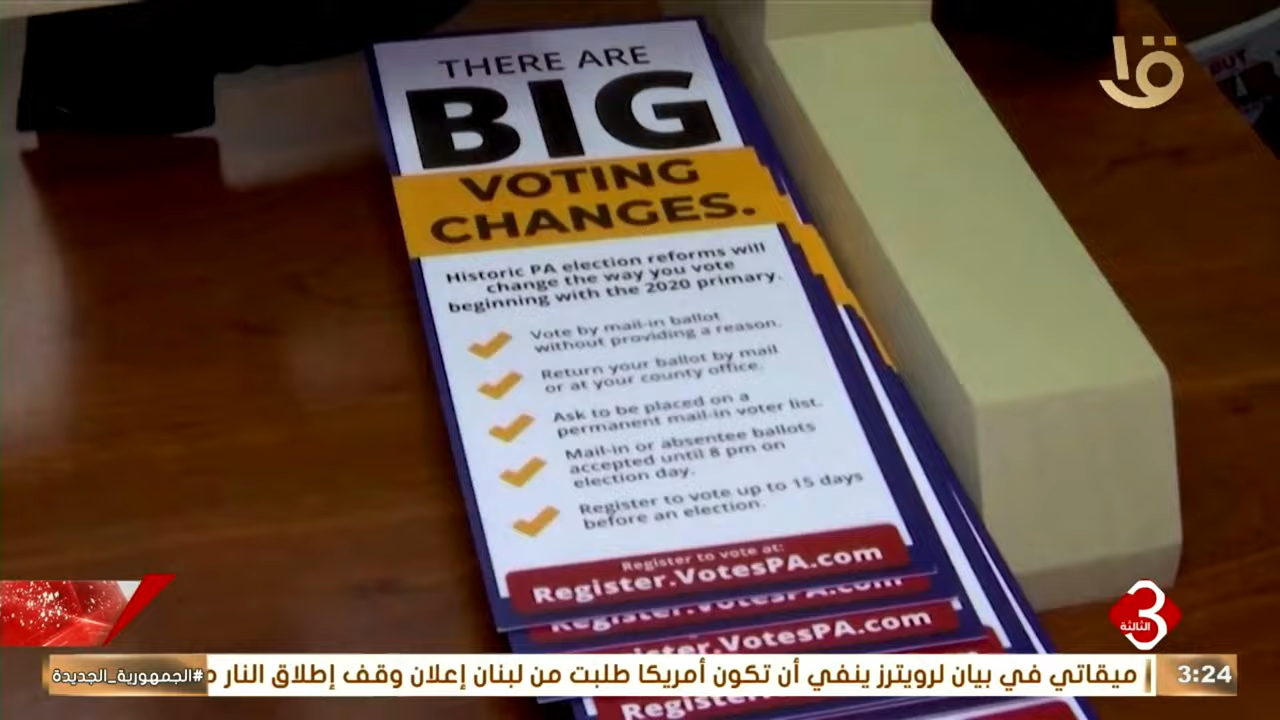 THERE ARE
BIG
VOTING
CHANGES.
Historic PA election reforms will
change the way you vote
beginning with the 2020 primary.
Vote by mail-in ballot
without providing a reason.
Return your ballot by mail
or at your county office.
Ask to be placed on a
permanent mail-in voter list.
Mail-in or absentee ballots
accepted until 8 pm on
election day.
Register to vote up to 15 days
before an election.
Register to vote at:
Register.VotesPA.com
Register.VotesPA.com
ster.VotesPA.com
Register
BUT
3
الثالثة
3:24
ميقاتي في بيان لرويترز ينفي أن تكون أمريكا طلبت من لبنان إعلان وقف إطلاق النار
#الجمهورية_الجديدة